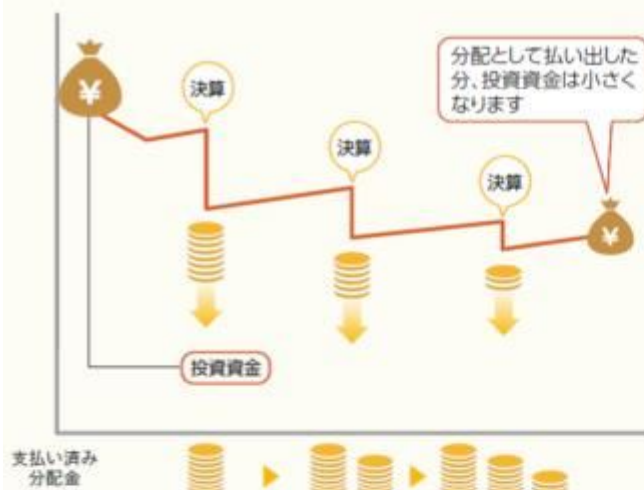 ¥
決算
分配として払い出した
分、投資資金は小さく
なります
決算
決算
¥
投資資金
支払い済み
分配金